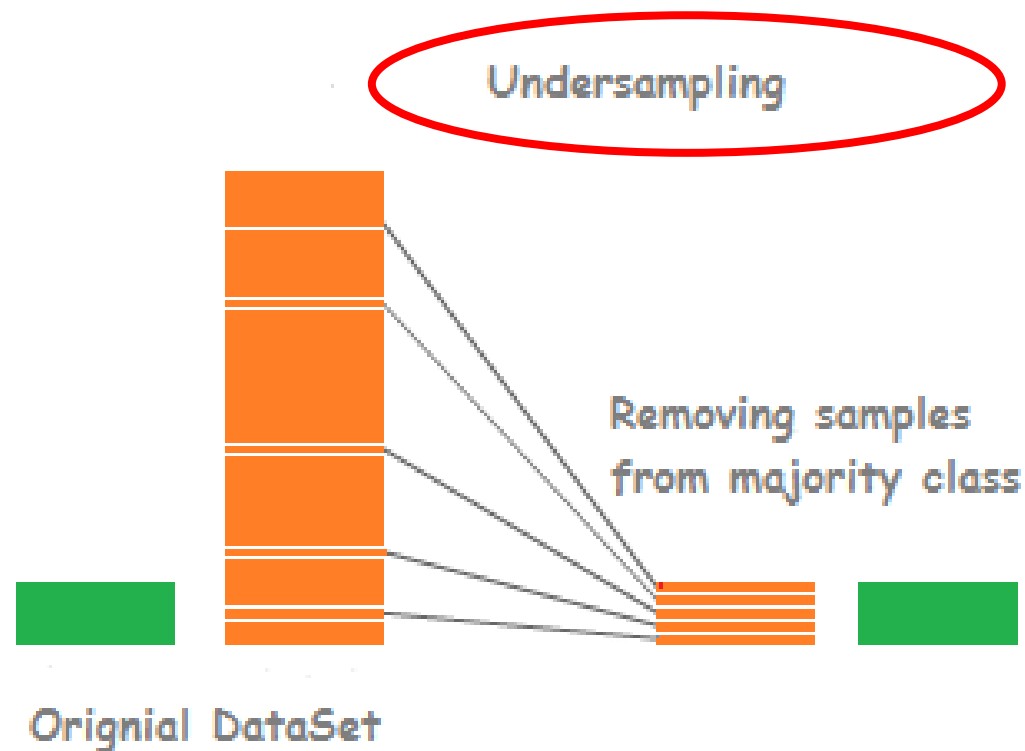 Undersampling
Removing samples
from majority class
Orignial DataSet